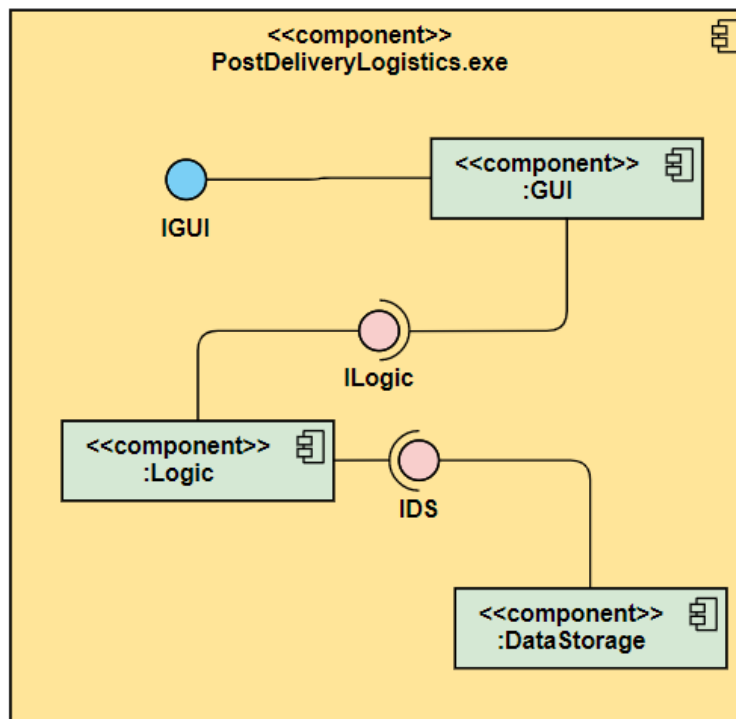 <<component>>
PostDeliveryLogistics.exe
<<component>>
:GUI
IGUI
ILogic
<<component>>
:Logic
IDS
<<component>>
:DataStorage